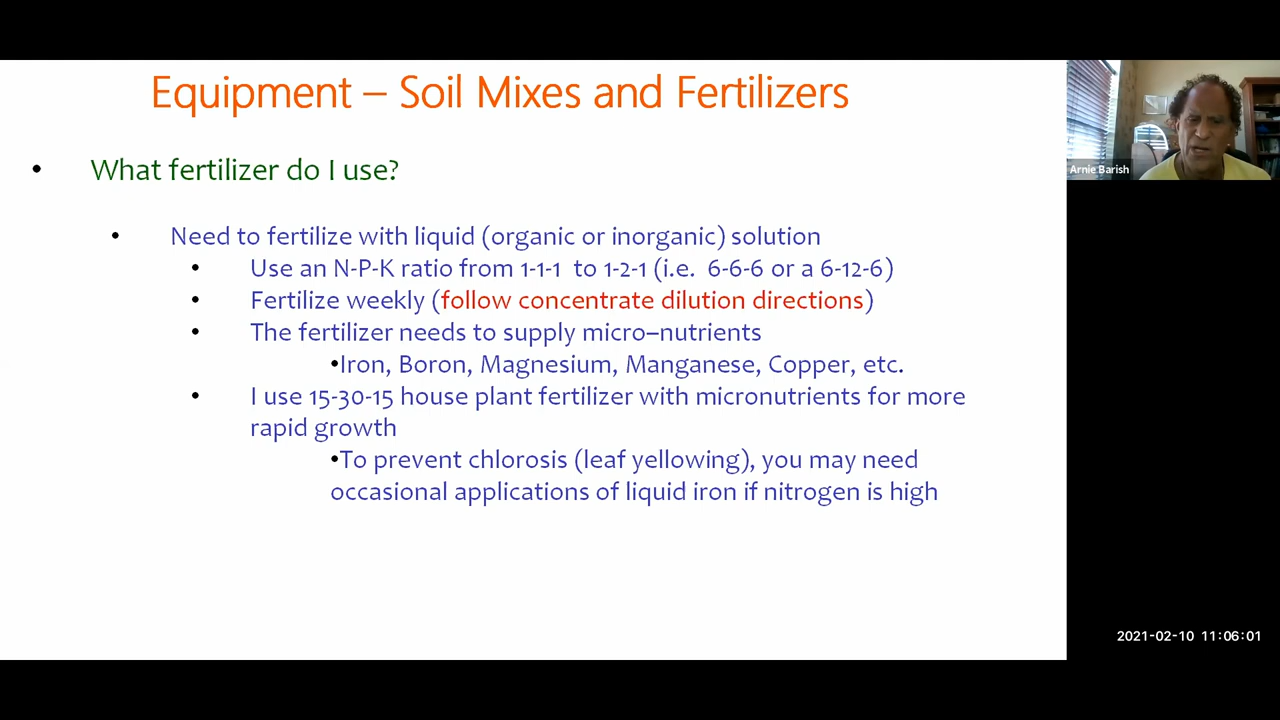 Equipment – Soil Mixes and Fertilizers
• What fertilizer do I use?
• Need to fertilize with liquid (organic or inorganic) solution
• Use an N-P-K ratio from 1-1-1 to 1-2-1 (i.e. 6-6-6 or a 6-12-6)
• Fertilize weekly (follow concentrate dilution directions)
• The fertilizer needs to supply micro–nutrients
•Iron, Boron, Magnesium, Manganese, Copper, etc.
• I use 15-30-15 house plant fertilizer with micronutrients for more
rapid growth
•To prevent chlorosis (leaf yellowing), you may need
occasional applications of liquid iron if nitrogen is high
Arnie Barish
2021-02-10 11:06:01